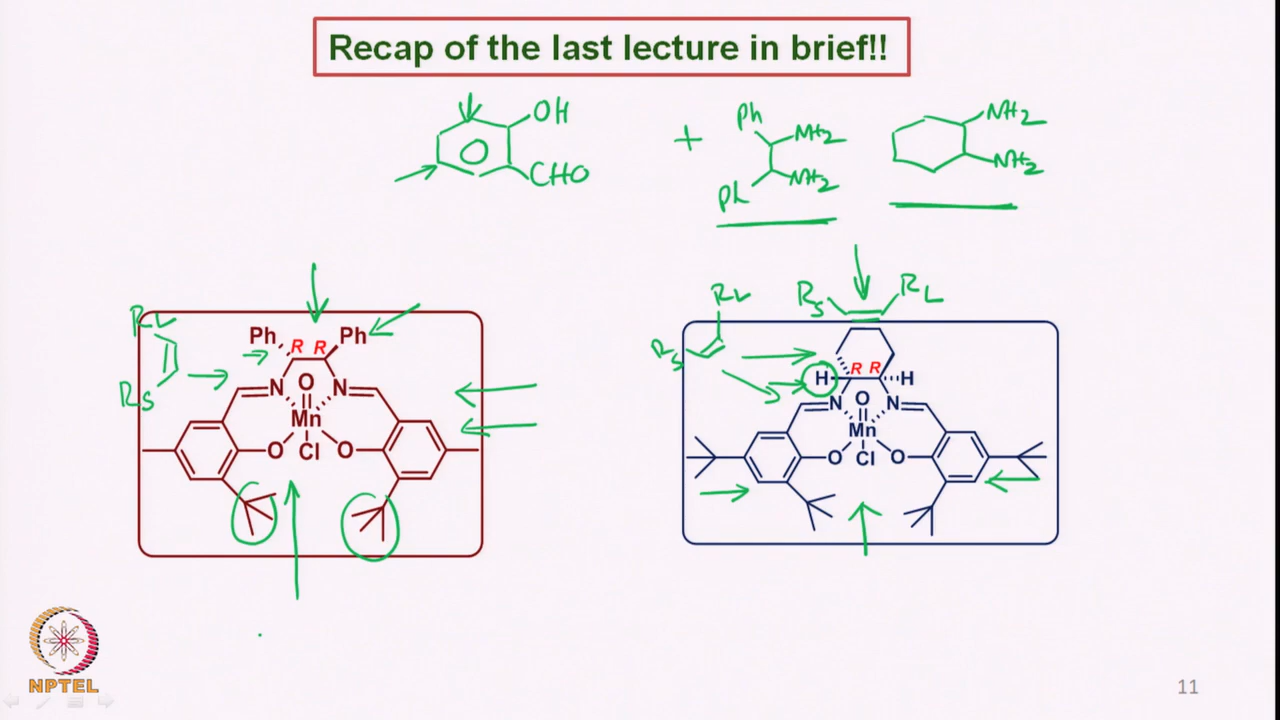 Recap of the last lecture in brief!!
OH
CHO
+
Ph
NH2
NH2
Ph
NH2
NH2
RL
RS
Ph
R
R
Ph
O
N
N
Mn
O
Cl
O
RL
RS
RS
RL
H
R
R
H
N
O
N
Mn
O
Cl
O
NPTEL
11